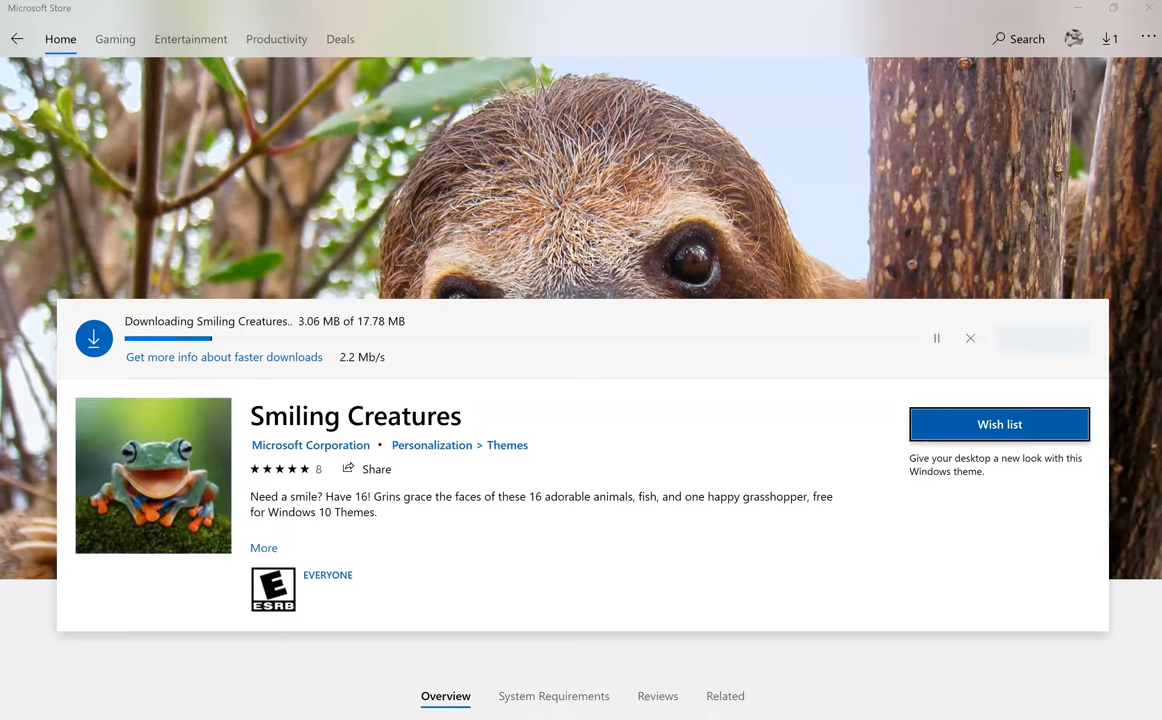 Microsoft Store
Home Gaming Entertainment Productivity Deals Search 1 ...
Downloading Smiling Creatures.. 3.06 MB of 17.78 MB
Get more info about faster downloads 2.2 Mb/s
Smiling Creatures
Wish list
Microsoft Corporation • Personalization > Themes
Give your desktop a new look with this
Windows theme.
★★★★★ 8 Share
Need a smile? Have 16! Grins grace the faces of these 16 adorable animals, fish, and one happy grasshopper, free
for Windows 10 Themes.
More
E
ESRB
EVERYONE
Overview System Requirements Reviews Related